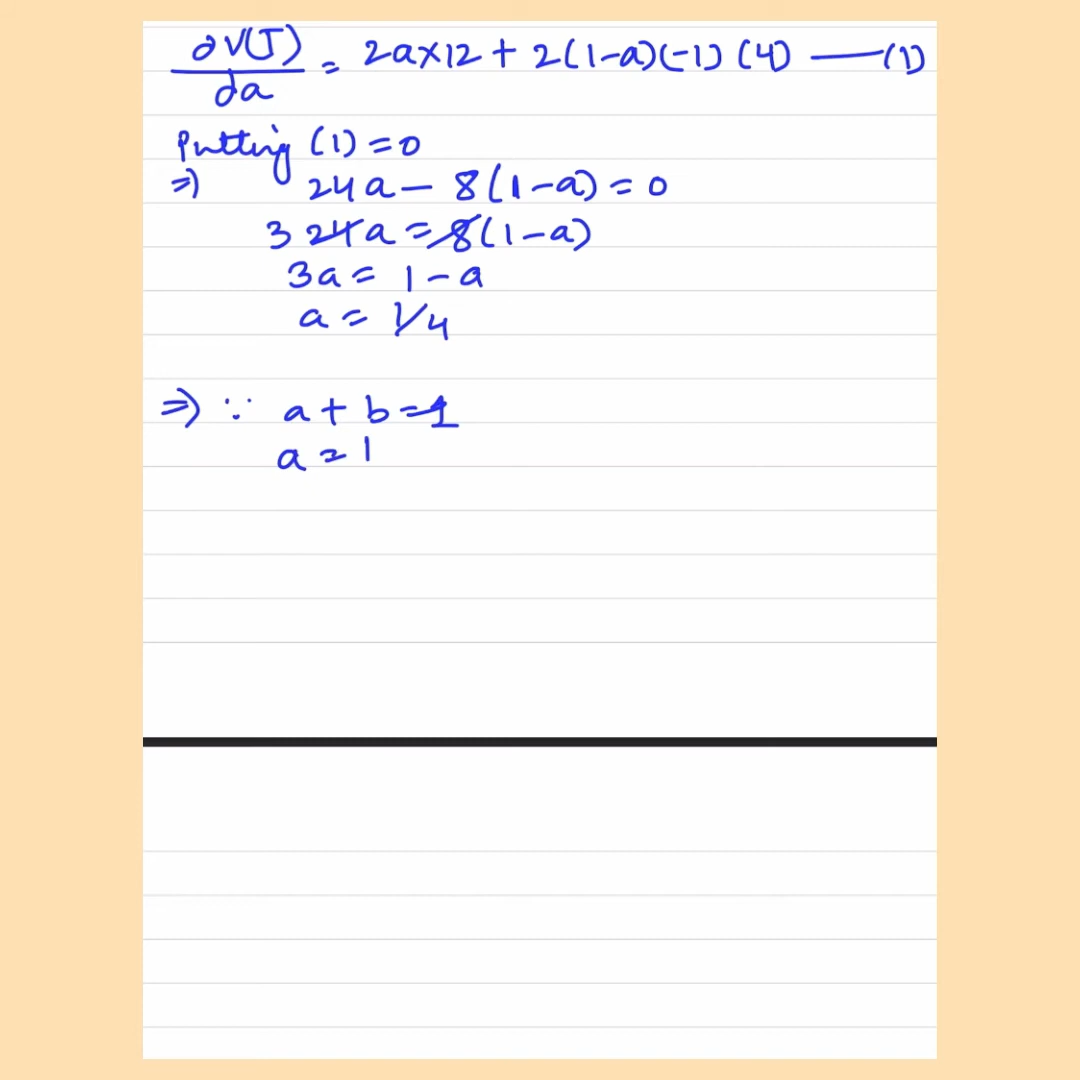 ∂V(T)/da = 2a×12 + 2(1-a)(-1)(4) —(1)
Putting (1) = 0
⇒) 24a - 8(1-a) = 0
3 24a = 8(1-a)
3a = 1-a
a = 1/4
⇒) ∵ a + b = 1
a = 1